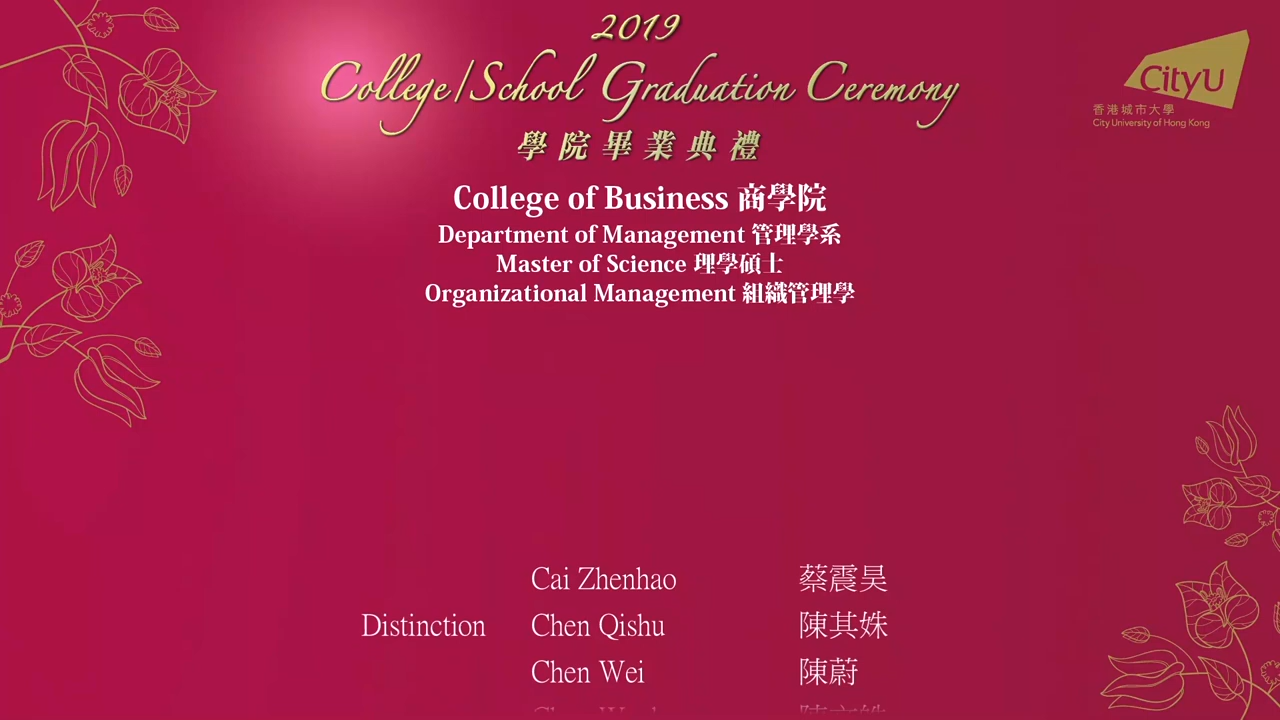 2019
College/School Graduation Ceremony
學院畢業典禮
CityU
香港城市大學
City University of Hong Kong
College of Business 商學院
Department of Management 管理學系
Master of Science 理學碩士
Organizational Management 組織管理學
Cai Zhenhao 蔡震昊
Distinction Chen Qishu 陳其姝
Chen Wei 陳蔚